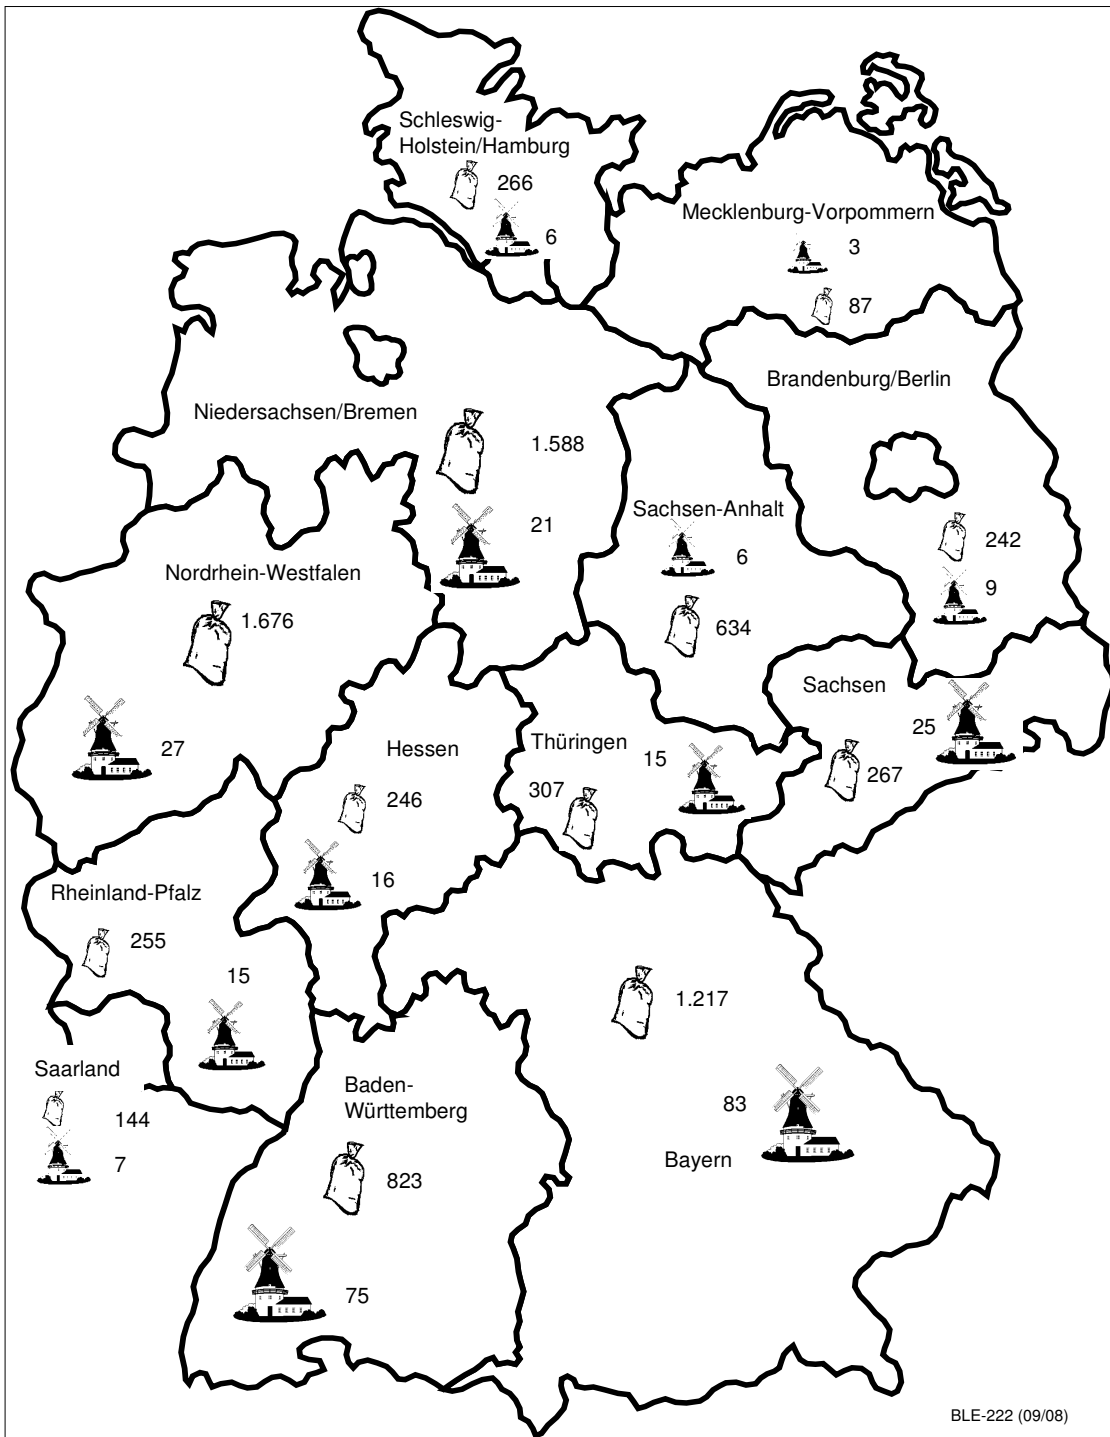 Schleswig-
Holstein/Hamburg
266
6
Mecklenburg-Vorpommern
3
87
Brandenburg/Berlin
242
9
Niedersachsen/Bremen
1.588
21
Sachsen-Anhalt
6
634
Nordrhein-Westfalen
1.676
27
Sachsen
25
267
Hessen
246
16
Thüringen
15
307
Rheinland-Pfalz
255
15
Saarland
144
7
Baden-
Württemberg
823
75
1.217
83
Bayern
BLE-222 (09/08)